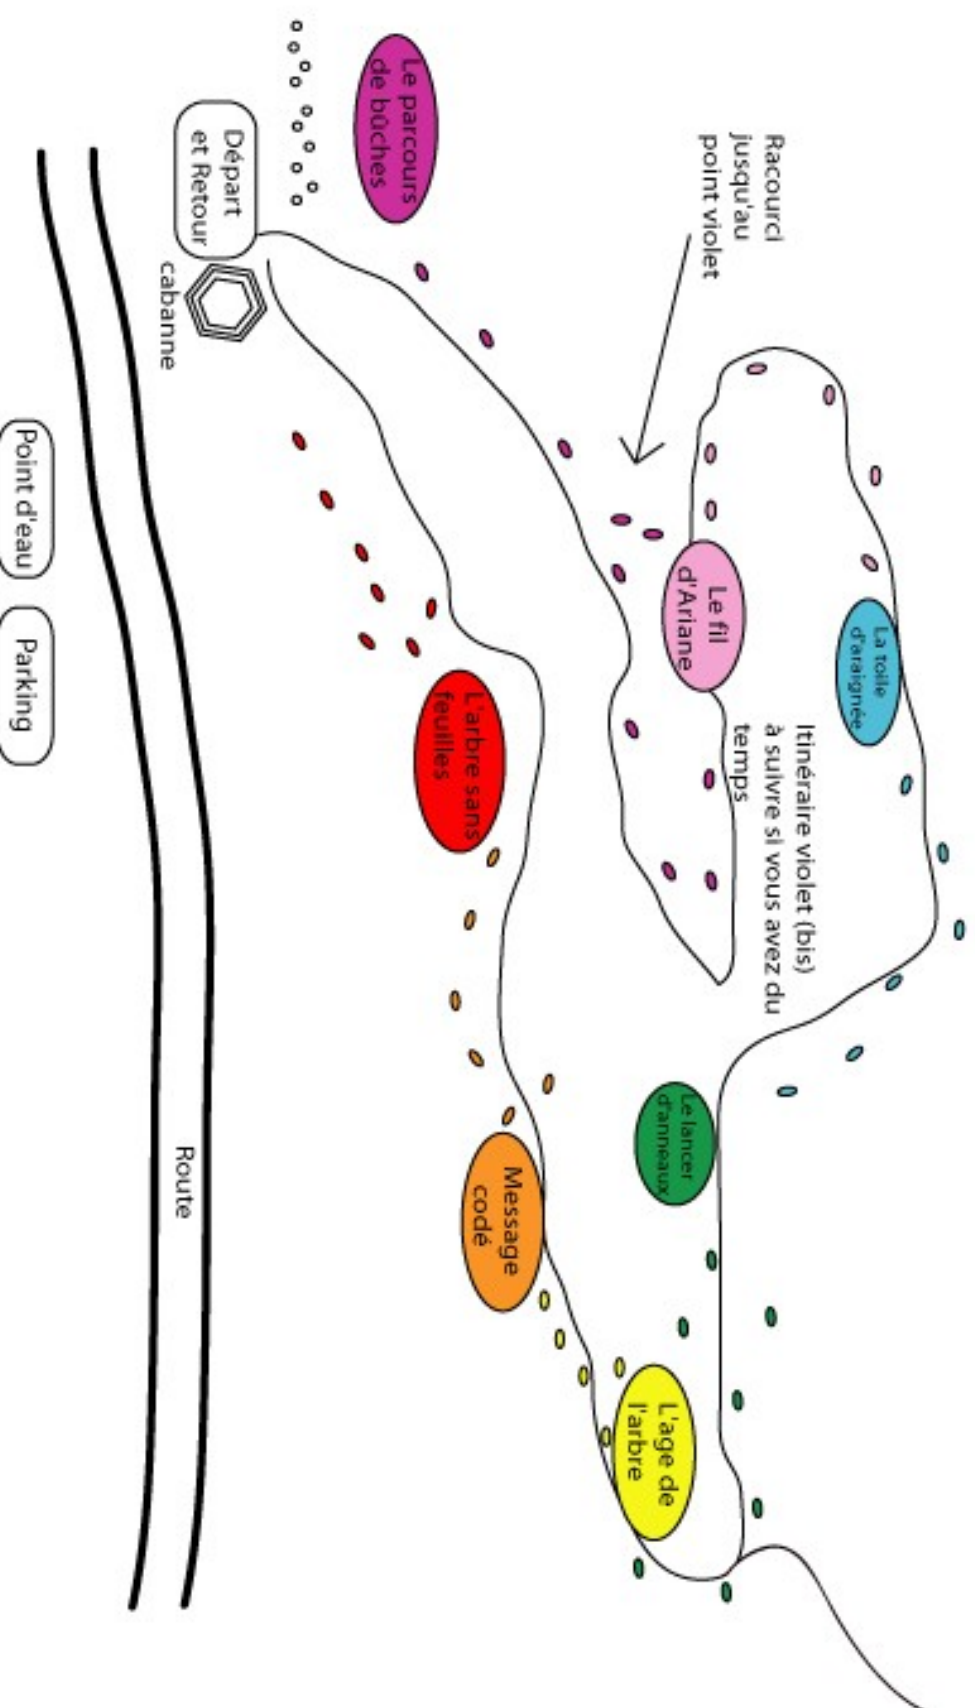 Racourci
jusqu'au
point violet
Le parcours
de bûches
Départ
et Retour
cabanne
La toile
d'araignée
Le fil
d'Ariane
Itinéraire violet (bis)
à suivre si vous avez du
temps
L'arbre sans
feuilles
Le lancer
d'anneaux
Message
codé
L'age de
l'arbre
Route
Point d'eau
Parking